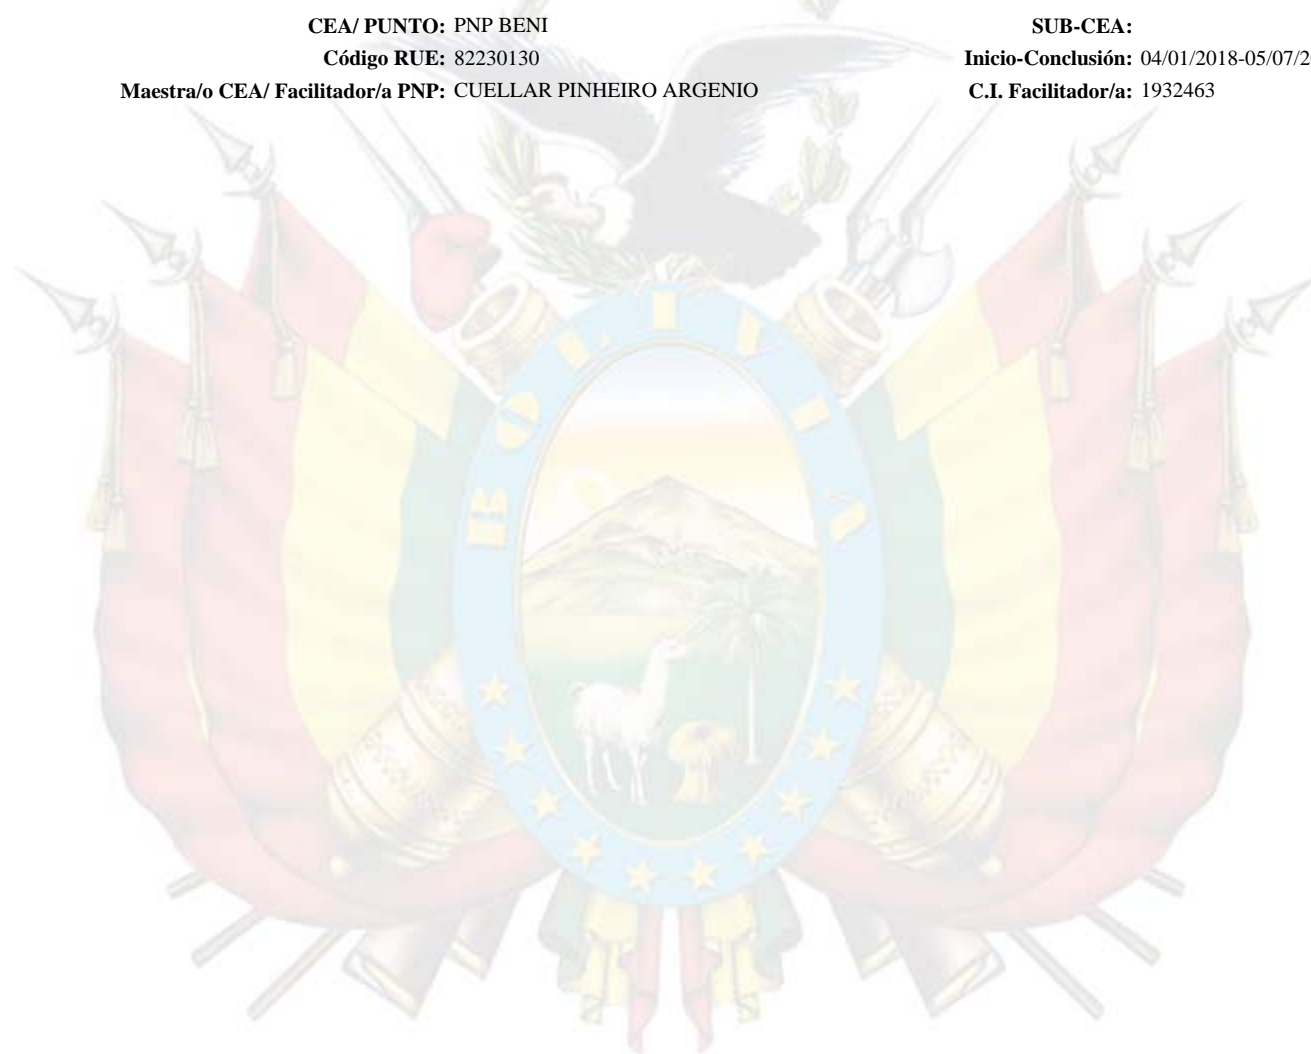 CEA/ PUNTO: PNP BENI SUB-CEA:
Código RUE: 82230130 Inicio-Conclusión: 04/01/2018-05/07/2
Maestra/o CEA/ Facilitador/a PNP: CUELLAR PINHEIRO ARGENIO C.I. Facilitador/a: 1932463
BOLIVIA